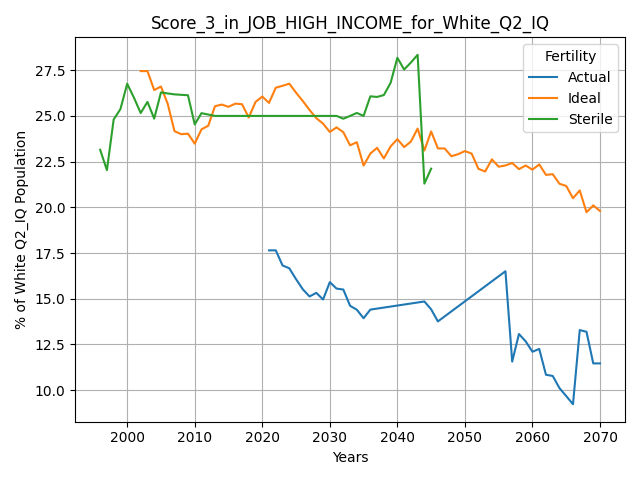 Score_3_in_JOB_HIGH_INCOME_for_White_Q2_IQ
% of White Q2_IQ Population
27.5
25.0
22.5
20.0
17.5
15.0
12.5
10.0
Fertility
Actual
Ideal
Sterile
2000 2010 2020 2030 2040 2050 2060 2070
Years